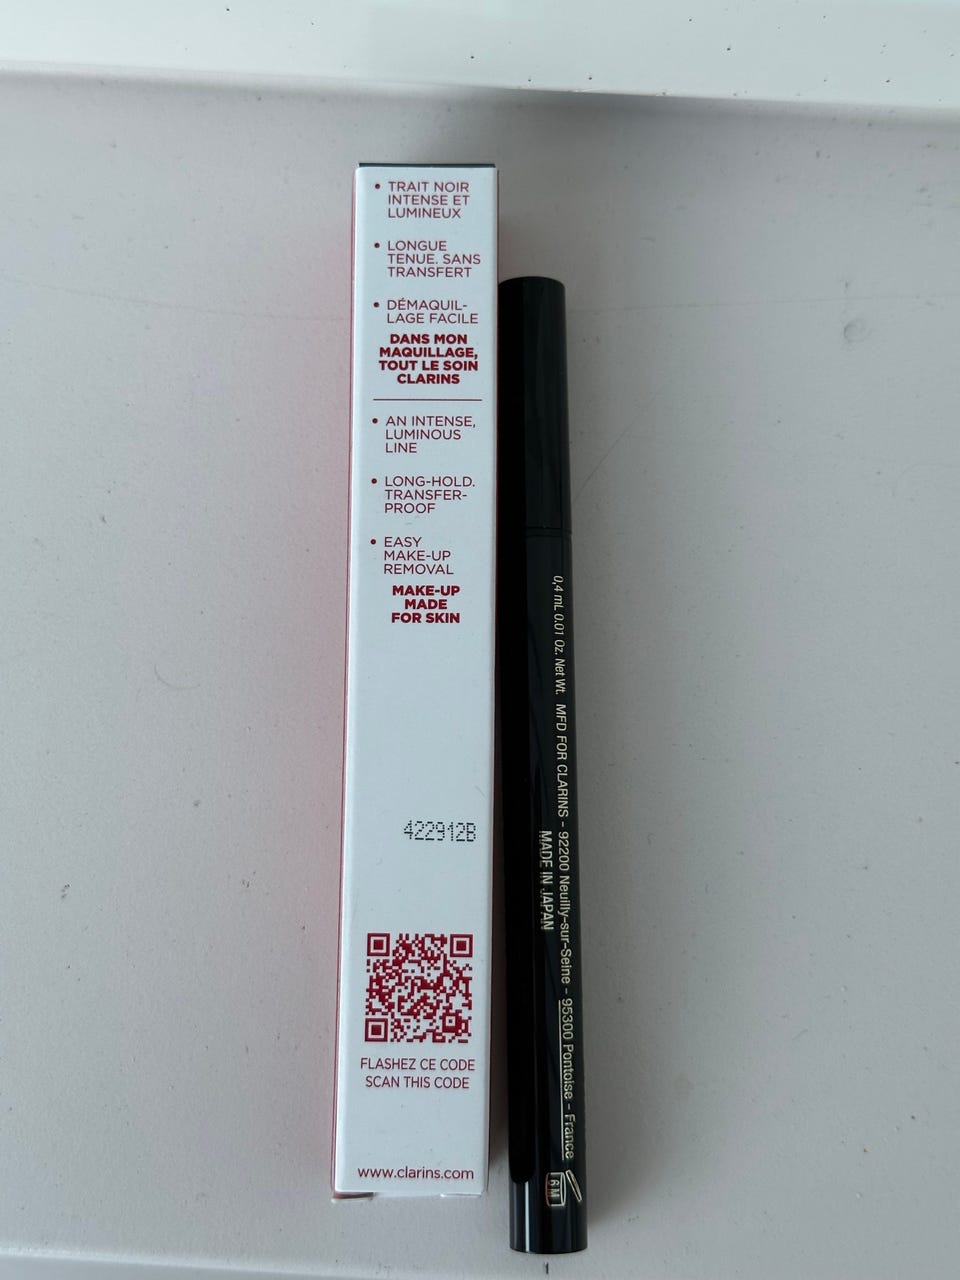 • TRAIT NOIR
INTENSE ET
LUMINEUX
• LONGUE
TENUE. SANS
TRANSFERT
• DÉMAQUIL-
LAGE FACILE
DANS MON
MAQUILLAGE,
TOUT LE SOIN
CLARINS
• AN INTENSE,
LUMINOUS
LINE
• LONG-HOLD.
TRANSFER-
PROOF
• EASY
MAKE-UP
REMOVAL
MAKE-UP
MADE
FOR SKIN
422912B
FLASHEZ CE CODE
SCAN THIS CODE
www.clarins.com
0,4 mL 0.01 Oz. Net Wt. MFD FOR CLARINS - 92200 Neuilly-sur-Seine - 95300 Pontoise - France
MADE IN JAPAN
6M